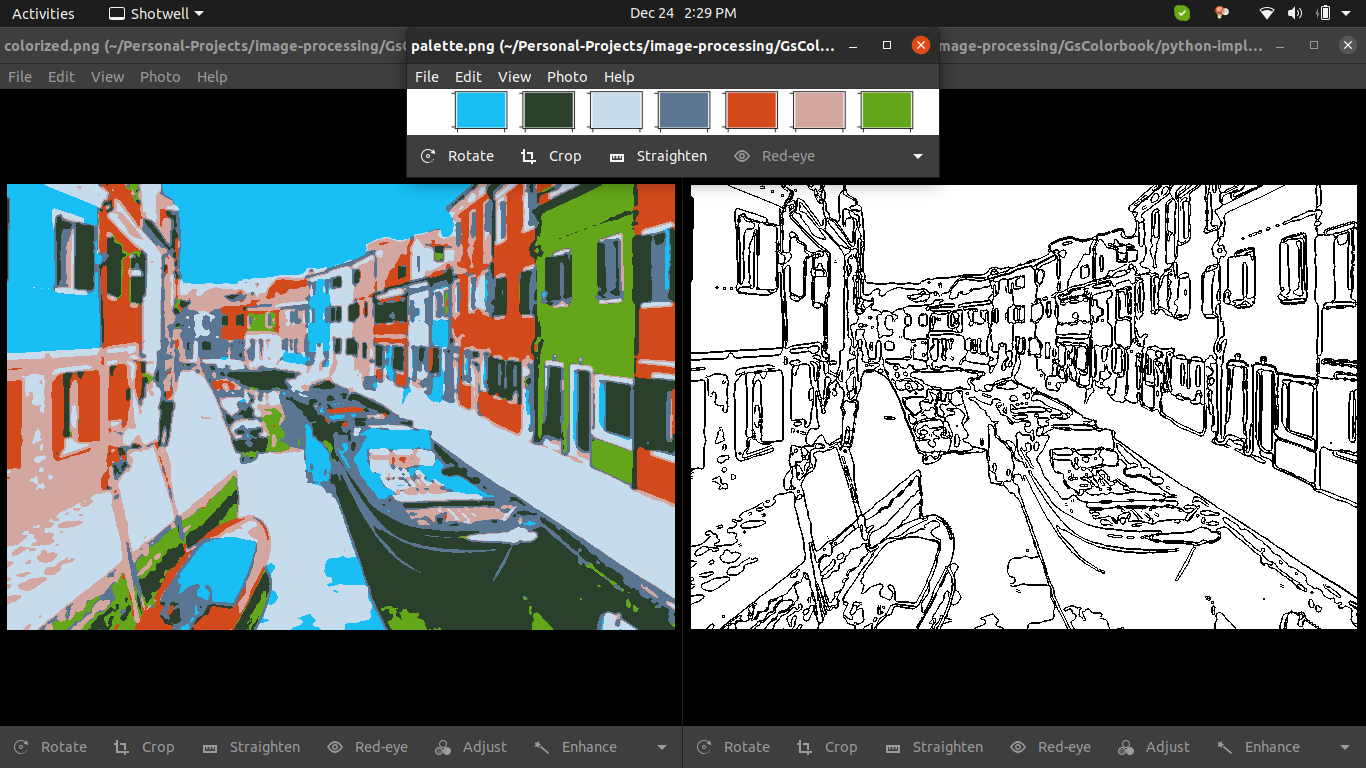 Activities Shotwell Dec 24 2:29 PM
colorized.png (~/Personal-Projects/image-processing/GsC
palette.png (~/Personal-Projects/image-processing/GsCol...
mage-processing/GsColorbook/python-impl...
File Edit View Photo Help
File Edit View Photo Help
Rotate Crop Straighten Red-eye
Rotate Crop Straighten Red-eye Adjust Enhance
Rotate Crop Straighten Red-eye Adjust Enhance